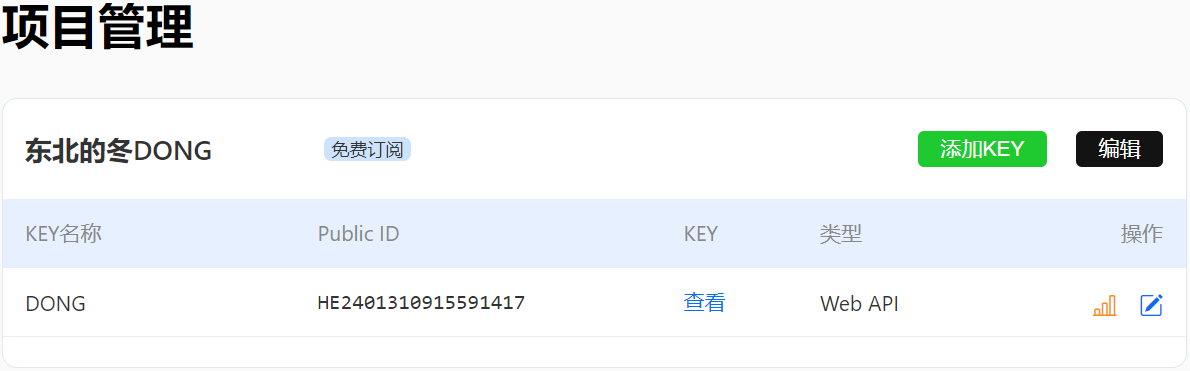 项目管理
东北的冬DONG 免费订阅 添加KEY 编辑
KEY名称 Public ID KEY 类型 操作
DONG HE2401310915591417 查看 Web API